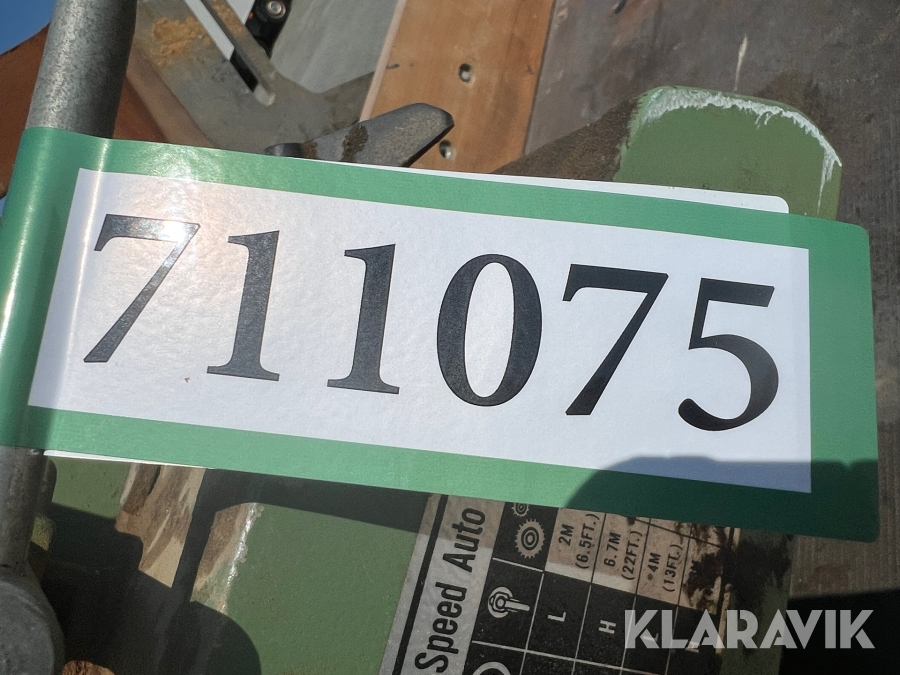 711075
Speed Auto
2M
(6.5FT.)
6.7M
(22FT.)
*4M
(13FT.)
L
H
KLARAVIK